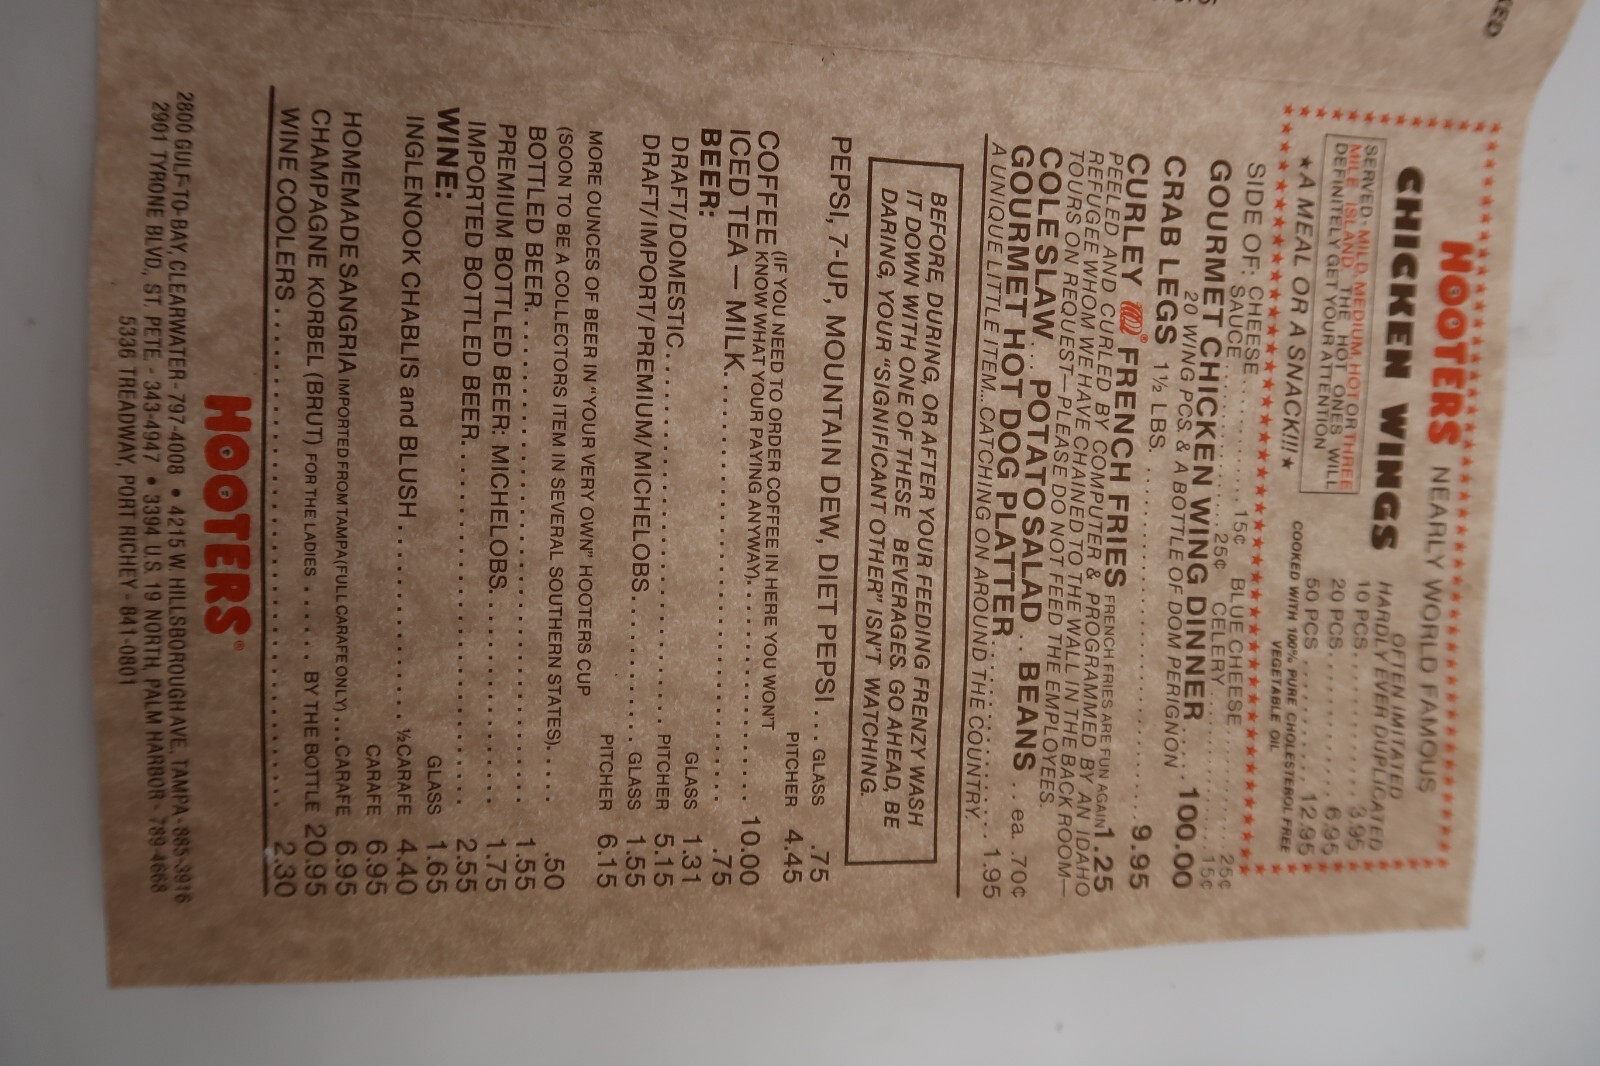 HOOTERS NEARLY WORLD FAMOUS
CHICKEN WINGS
OFTEN IMITATED
HARDLY EVER DUPLICATED
SERVED - MILD, MEDIUM, HOT OR THREE
MILE ISLAND. THE HOT ONES WILL
DEFINITELY GET YOUR ATTENTION
10 PCS. 3.95
20 PCS. 6.95
50 PCS. 12.95
★A MEAL OR A SNACK!!!★
COOKED WITH 100% PURE CHOLESTEROL FREE
VEGETABLE OIL
SIDE OF: CHEESE 15¢ BLUE CHEESE 25¢
SAUCE 25¢ CELERY 15¢
GOURMET CHICKEN WING DINNER 100.00
20 WING PCS. & A BOTTLE OF DOM PERIGNON
CRAB LEGS 1½ LBS. 9.95
CURLEY Q® FRENCH FRIES FRENCH FRIES ARE FUN AGAIN 1.25
PEELED AND CURLED BY COMPUTER & PROGRAMMED BY AN IDAHO
REFUGEE WHOM WE HAVE CHAINED TO THE WALL IN THE BACK ROOM—
TOURS ON REQUEST—PLEASE DO NOT FEED THE EMPLOYEES.
COLE SLAW... POTATO SALAD.. BEANS .. ea. .70¢
GOURMET HOT DOG PLATTER 1.95
A UNIQUE LITTLE ITEM...CATCHING ON AROUND THE COUNTRY.
BEFORE, DURING, OR AFTER YOUR FEEDING FRENZY WASH
IT DOWN WITH ONE OF THESE BEVERAGES. GO AHEAD, BE
DARING, YOUR "SIGNIFICANT OTHER" ISN'T WATCHING.
PEPSI, 7-UP, MOUNTAIN DEW, DIET PEPSI ... GLASS .75
PITCHER 4.45
COFFEE (IF YOU NEED TO ORDER COFFEE IN HERE YOU WON'T
KNOW WHAT YOUR PAYING ANYWAY). 10.00
ICED TEA — MILK .75
BEER:
DRAFT/DOMESTIC GLASS 1.31
PITCHER 5.15
DRAFT/IMPORT/PREMIUM/MICHELOBS GLASS 1.55
PITCHER 6.15
MORE OUNCES OF BEER IN "YOUR VERY OWN" HOOTERS CUP
(SOON TO BE A COLLECTORS ITEM IN SEVERAL SOUTHERN STATES) .50
BOTTLED BEER 1.55
PREMIUM BOTTLED BEER: MICHELOBS 1.75
IMPORTED BOTTLED BEER 2.55
WINE: GLASS 1.65
INGLENOOK CHABLIS and BLUSH ½ CARAFE 4.40
CARAFE 6.95
HOMEMADE SANGRIA IMPORTED FROM TAMPA (FULL CARAFE ONLY) ... CARAFE 6.95
CHAMPAGNE KORBEL (BRUT) FOR THE LADIES BY THE BOTTLE 20.95
WINE COOLERS 2.30
HOOTERS®
2800 GULF-TO-BAY, CLEARWATER - 797-4008 • 4215 W. HILLSBOROUGH AVE., TAMPA - 885-3916
2901 TYRONE BLVD., ST. PETE. - 343-4947 • 3394 U.S. 19 NORTH, PALM HARBOR - 789-4668
5336 TREADWAY, PORT RICHEY - 841-0801